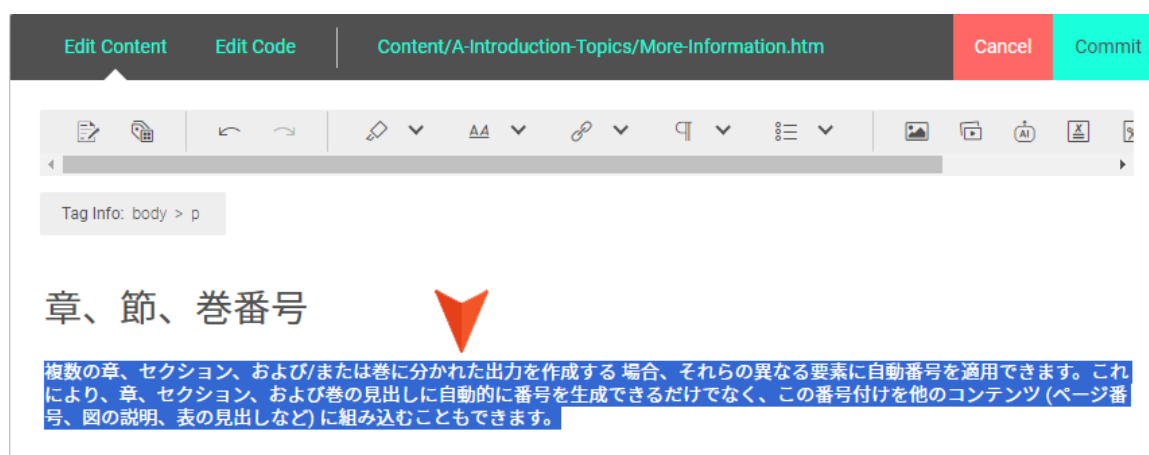 Edit Content Edit Code Content/A-Introduction-Topics/More-Information.htm Cancel Commit
AA AI X
Tag Info: body > p
章、節、巻番号
複数の章、セクション、および/または巻に分かれた出力を作成する 場合、それらの異なる要素に自動番号を適用できます。これ
により、章、セクション、および巻の見出しに自動的に番号を生成できるだけでなく、この番号付けを他のコンテンツ (ページ番
号、図の説明、表の見出しなど) に組み込むこともできます。